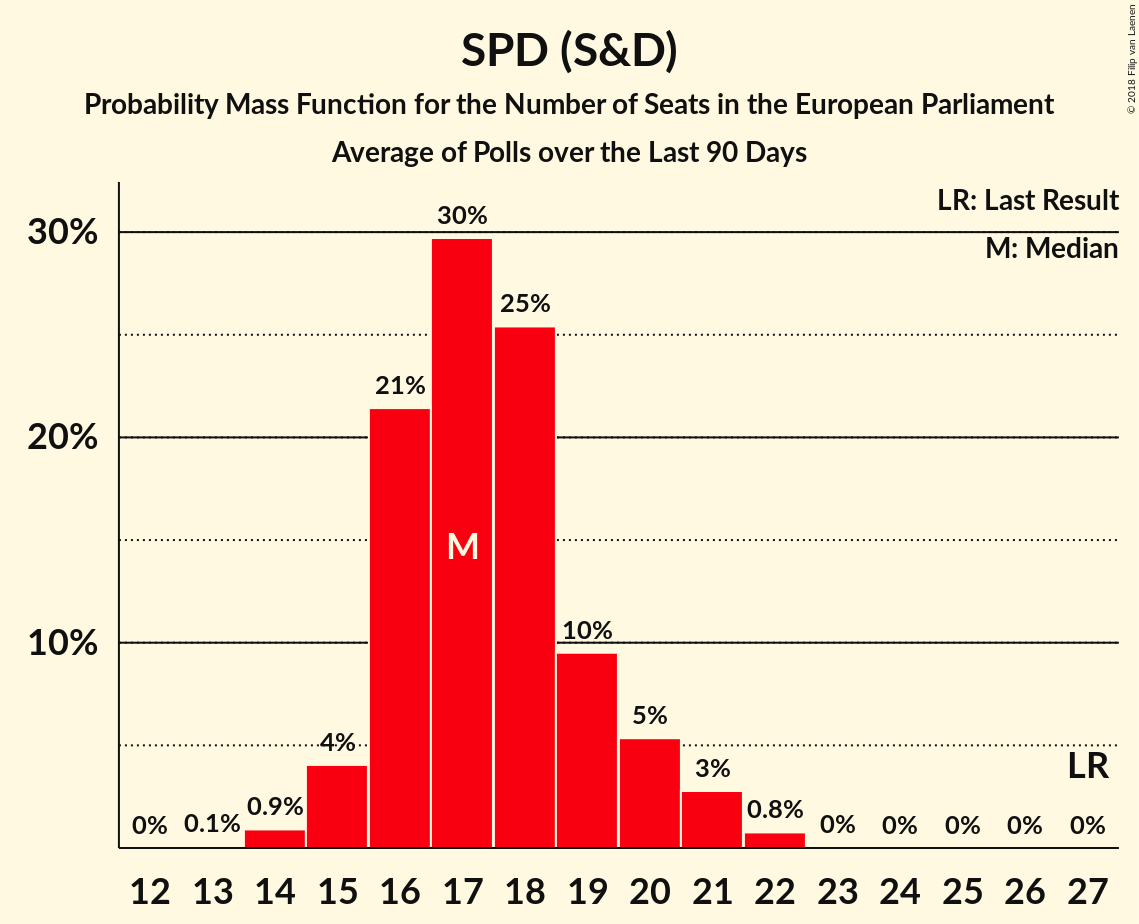 SPD (S&D)
Probability Mass Function for the Number of Seats in the European Parliament
Average of Polls over the Last 90 Days
© 2018 Filip van Laenen
LR: Last Result
M: Median
30%
20%
10%
0%
0.1%
0.9%
4%
21%
30%
25%
10%
5%
3%
0.8%
0%
0%
0%
0%
0%
M
LR
12 13 14 15 16 17 18 19 20 21 22 23 24 25 26 27